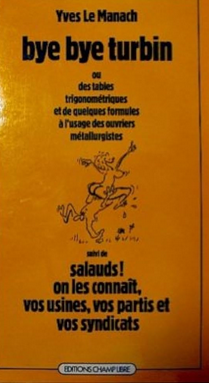 Yves Le Manach
bye bye turbin
ou
des tables
trigonométriques
et de quelques formules
à l'usage des ouvriers
métallurgistes
suivi de
salauds!
on les connaît,
vos usines, vos partis et
vos syndicats
EDITIONS CHAMP LIBRE